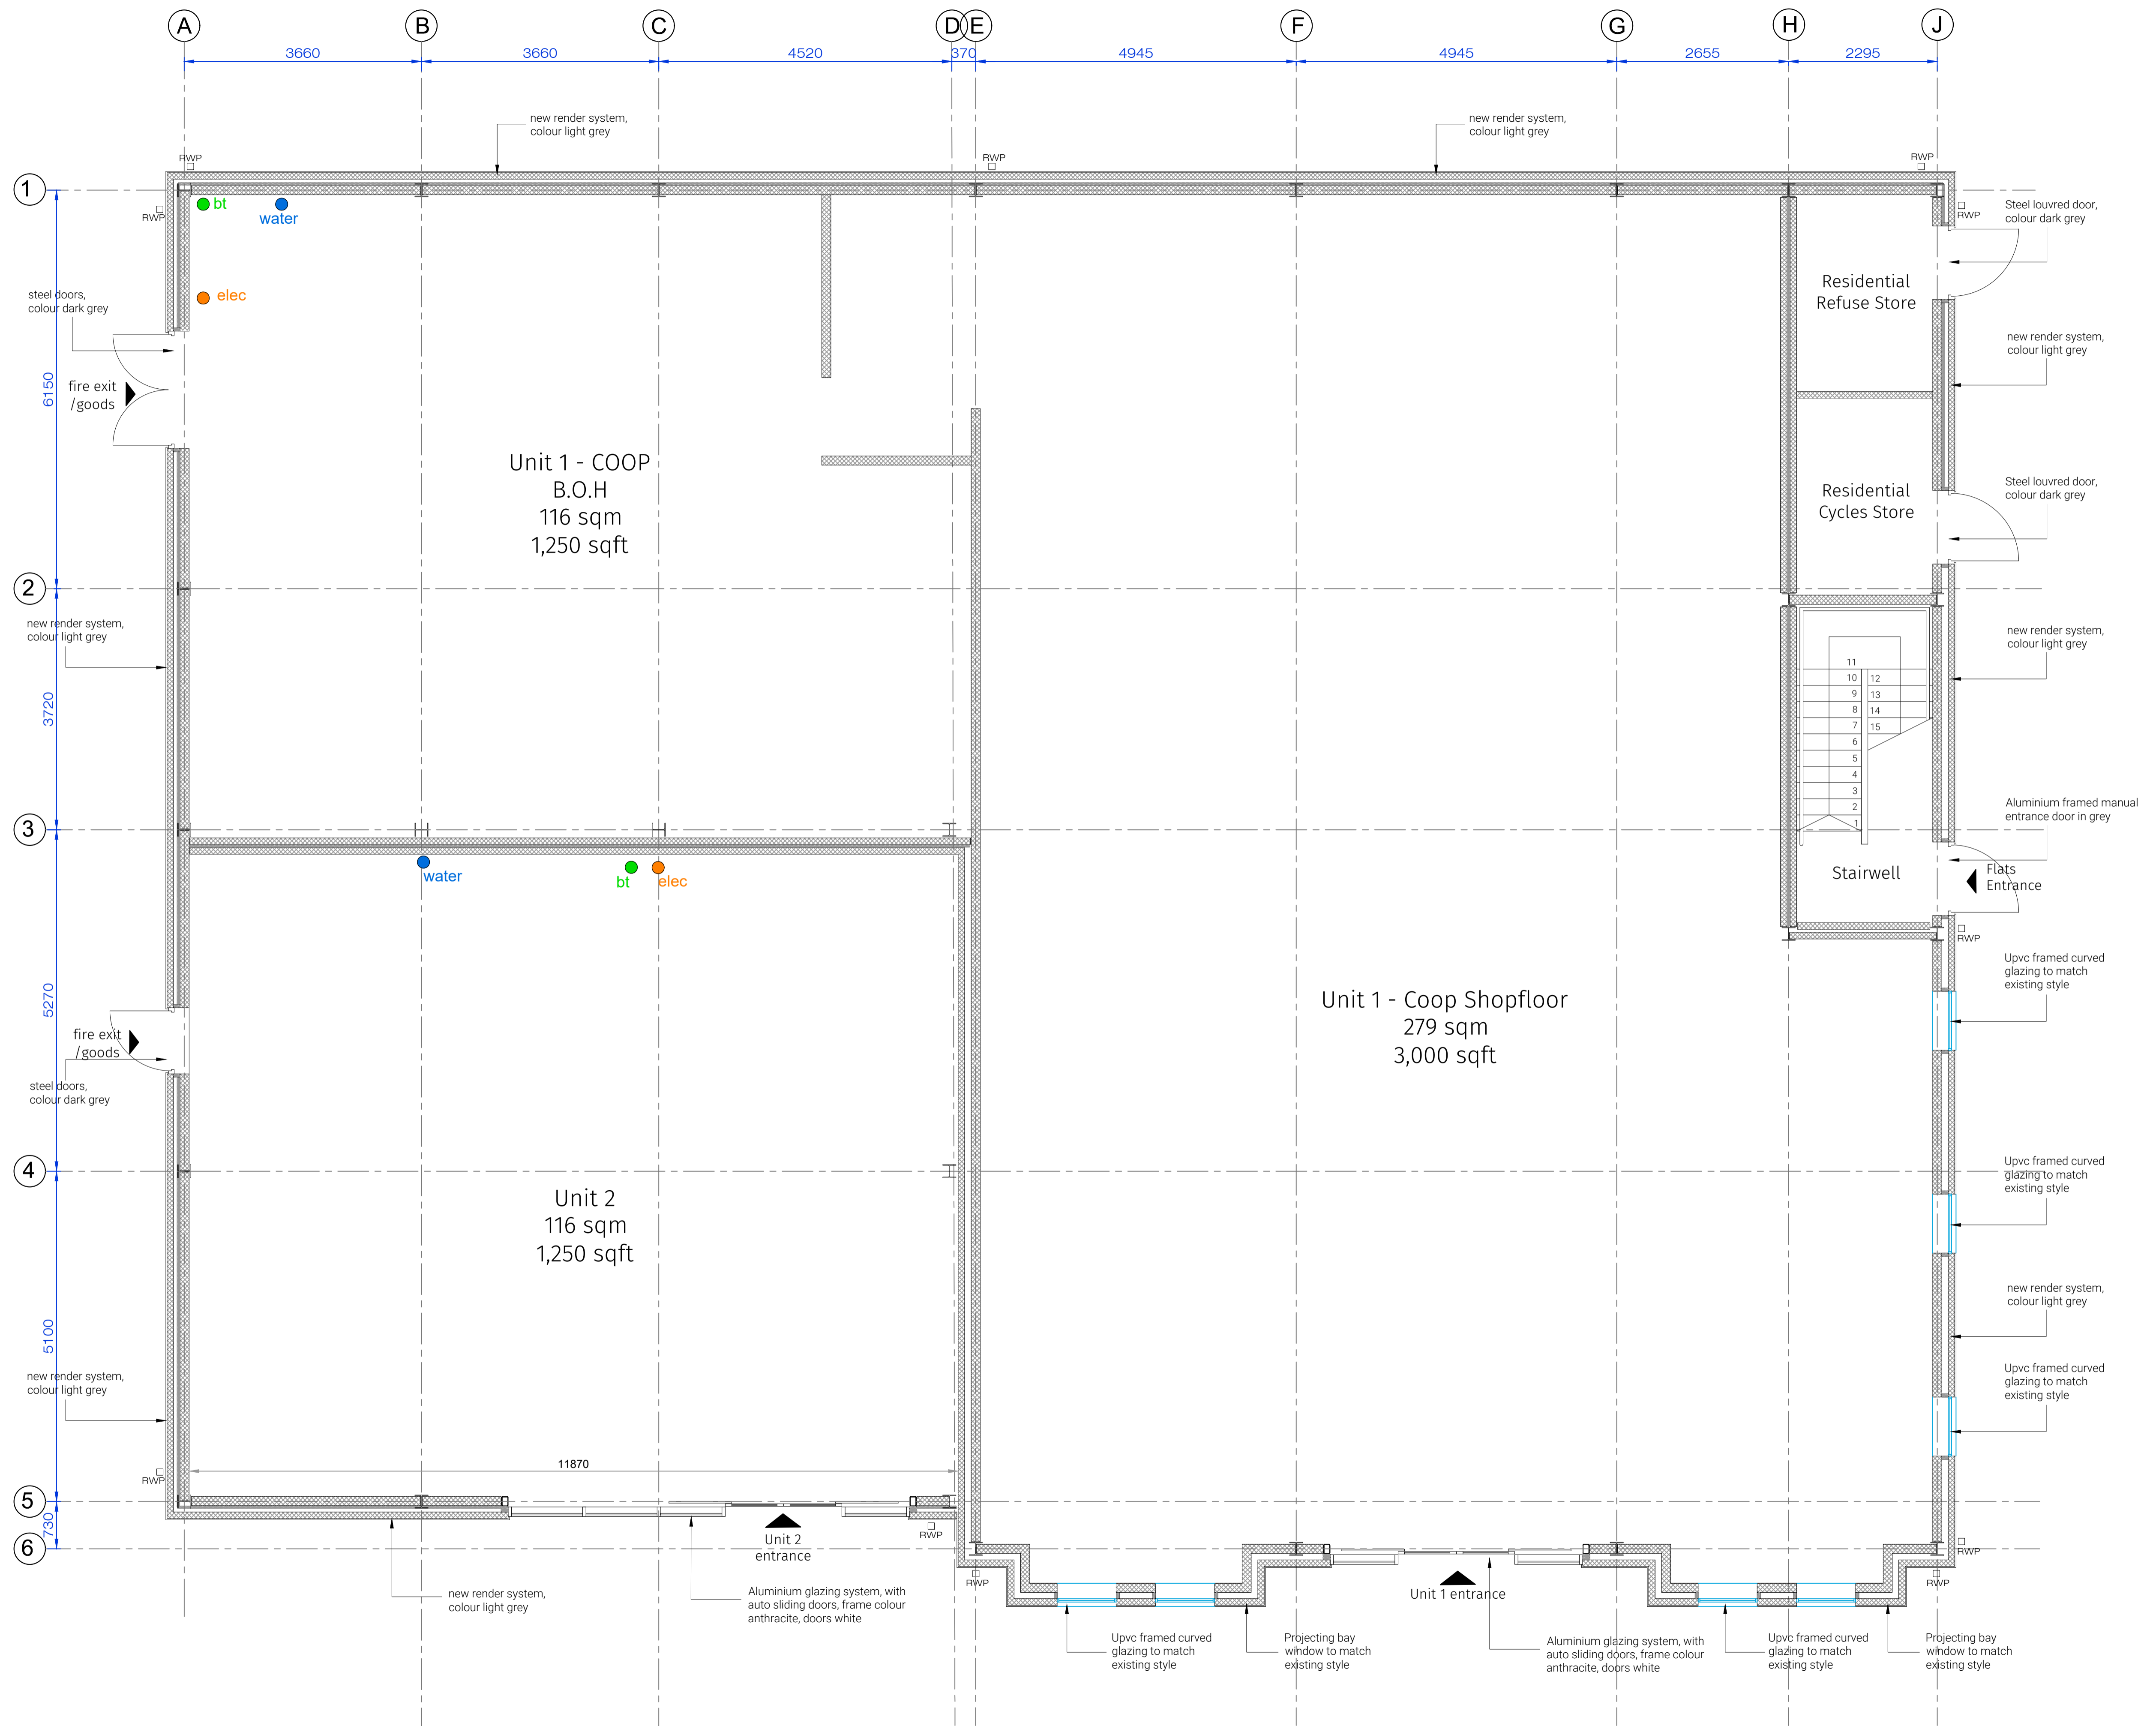 A B C D E F G H J
3660 3660 4520 370 4945 4945 2655 2295
new render system,
colour light grey
new render system,
colour light grey
RWP
RWP
RWP
1
bt
water
RWP
RWP
Steel louvred door,
colour dark grey
elec
steel doors,
colour dark grey
Residential
Refuse Store
new render system,
colour light grey
6150
fire exit
/goods
Unit 1 - COOP
B.O.H
116 sqm
1,250 sqft
Residential
Cycles Store
Steel louvred door,
colour dark grey
2
new render system,
colour light grey
new render system,
colour light grey
11
10 12
9 13
8 14
7 15
6
5
4
3
2
1
3720
Aluminium framed manual
entrance door in grey
3
water
bt
elec
Stairwell
Flats
Entrance
RWP
Upvc framed curved
glazing to match
existing style
5270
fire exit
/goods
Unit 1 - Coop Shopfloor
279 sqm
3,000 sqft
steel doors,
colour dark grey
4
Upvc framed curved
glazing to match
existing style
Unit 2
116 sqm
1,250 sqft
new render system,
colour light grey
5100
new render system,
colour light grey
Upvc framed curved
glazing to match
existing style
11870
RWP
5
730
RWP
Unit 2
entrance
6
RWP
RWP
RWP
Unit 1 entrance
new render system,
colour light grey
Aluminium glazing system, with
auto sliding doors, frame colour
anthracite, doors white
Upvc framed curved
glazing to match
existing style
Projecting bay
window to match
existing style
Aluminium glazing system, with
auto sliding doors, frame colour
anthracite, doors white
Upvc framed curved
glazing to match
existing style
Projecting bay
window to match
existing style